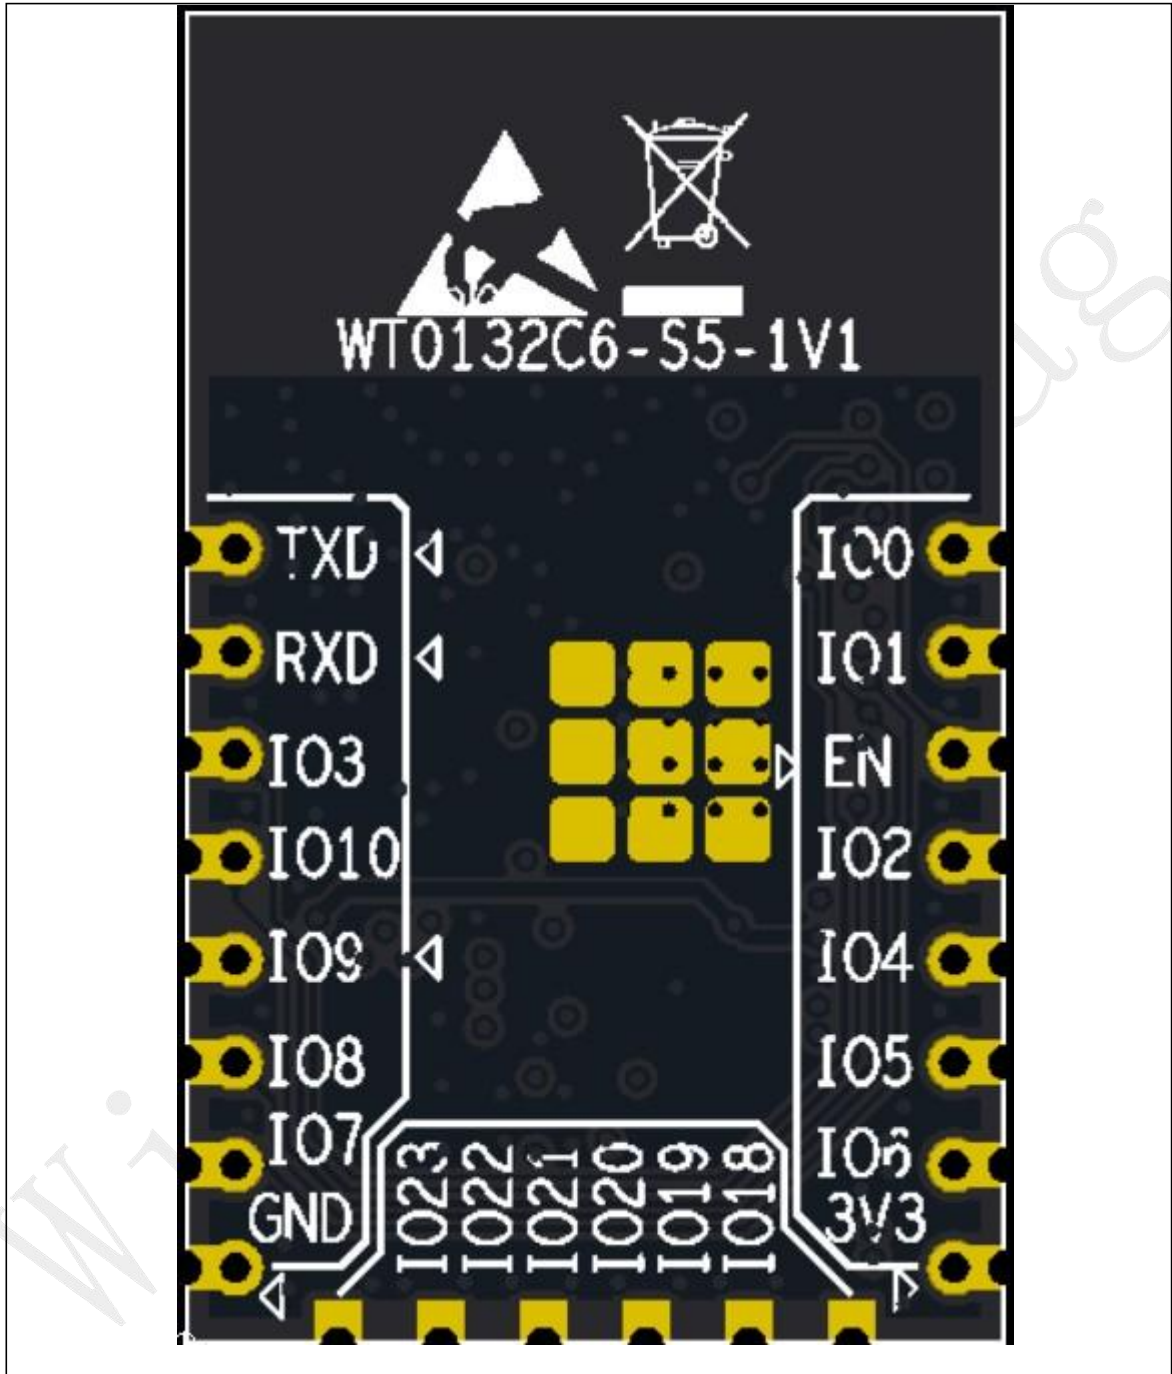 WT0132C6-S5-1V1
TXD
RXD
IO3
IO10
IO9
IO8
IO7
GND
IO23
IO22
IO21
IO20
IO19
IO18
IO0
IO1
EN
IO2
IO4
IO5
IO6
3V3